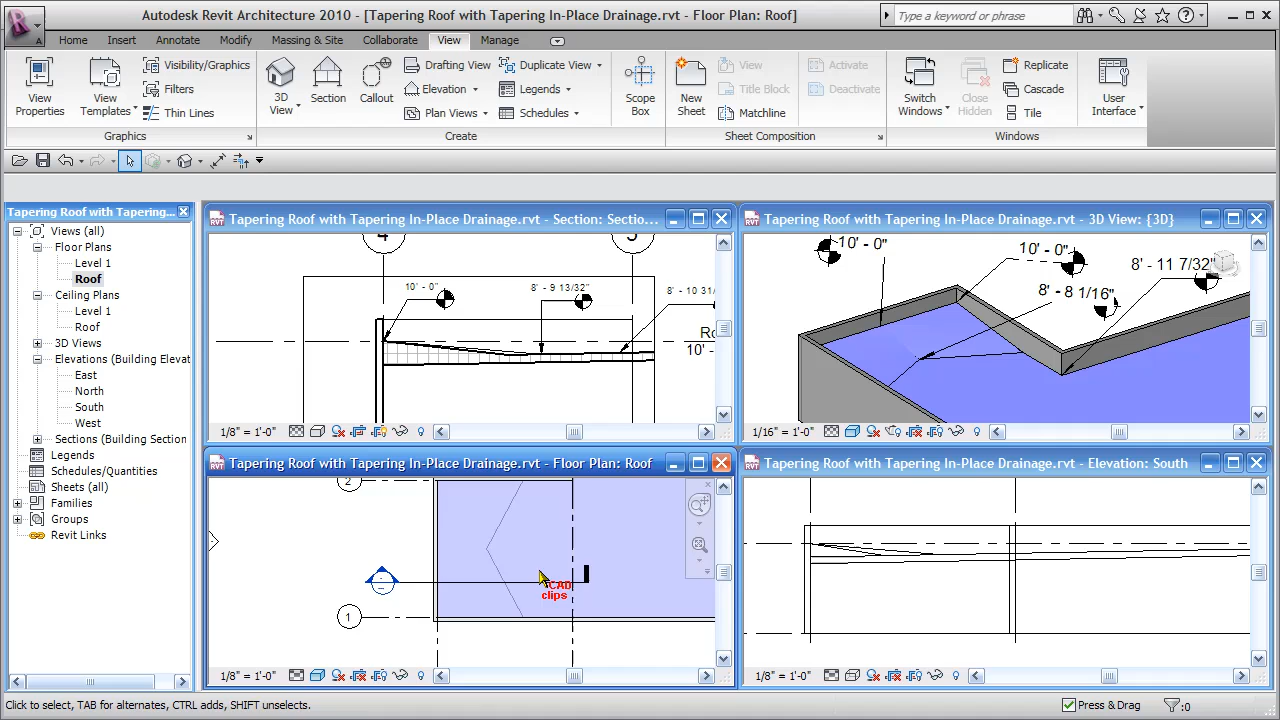 Autodesk Revit Architecture 2010 - [Tapering Roof with Tapering In-Place Drainage.rvt - Floor Plan: Roof]
Type a keyword or phrase
Home Insert Annotate Modify Massing & Site Collaborate View Manage
View Properties
View Templates
Visibility/Graphics
Filters
Thin Lines
Graphics
3D View
Section
Callout
Drafting View
Elevation
Plan Views
Duplicate View
Legends
Schedules
Create
Scope Box
New Sheet
View
Title Block
Matchline
Activate
Deactivate
Sheet Composition
Switch Windows
Close Hidden
Replicate
Cascade
Tile
User Interface
Windows
Tapering Roof with Tapering...
Views (all)
Floor Plans
Level 1
Roof
Ceiling Plans
Level 1
Roof
3D Views
Elevations (Building Elevat
East
North
South
West
Sections (Building Section
Legends
Schedules/Quantities
Sheets (all)
Families
Groups
Revit Links
Tapering Roof with Tapering In-Place Drainage.rvt - Section: Sectio...
4
10' - 0"
8' - 9 13/32"
8' - 10 31/
Ro
10' -
1/8" = 1'-0"
Tapering Roof with Tapering In-Place Drainage.rvt - 3D View: {3D}
10' - 0"
10' - 0"
8' - 11 7/32"
8' - 8 1/16"
1/16" = 1'-0"
Tapering Roof with Tapering In-Place Drainage.rvt - Floor Plan: Roof
2
1
CAD
clips
1/8" = 1'-0"
Tapering Roof with Tapering In-Place Drainage.rvt - Elevation: South
1/8" = 1'-0"
Click to select, TAB for alternates, CTRL adds, SHIFT unselects.
Press & Drag
:0